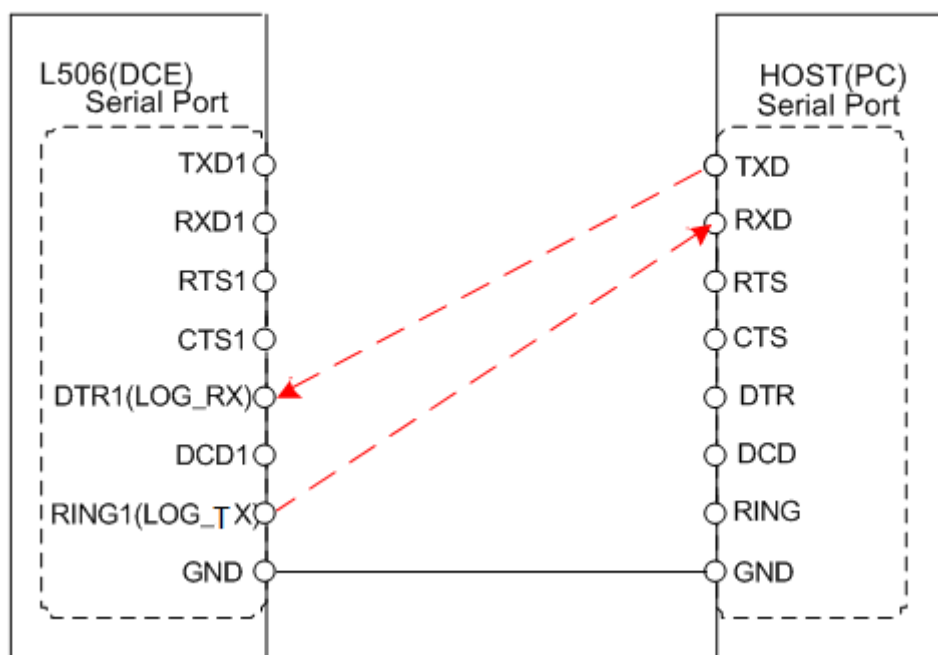 L506(DCE)
Serial Port
TXD1
RXD1
RTS1
CTS1
DTR1(LOG_RX)
DCD1
RING1(LOG_TX)
GND
HOST(PC)
Serial Port
TXD
RXD
RTS
CTS
DTR
DCD
RING
GND